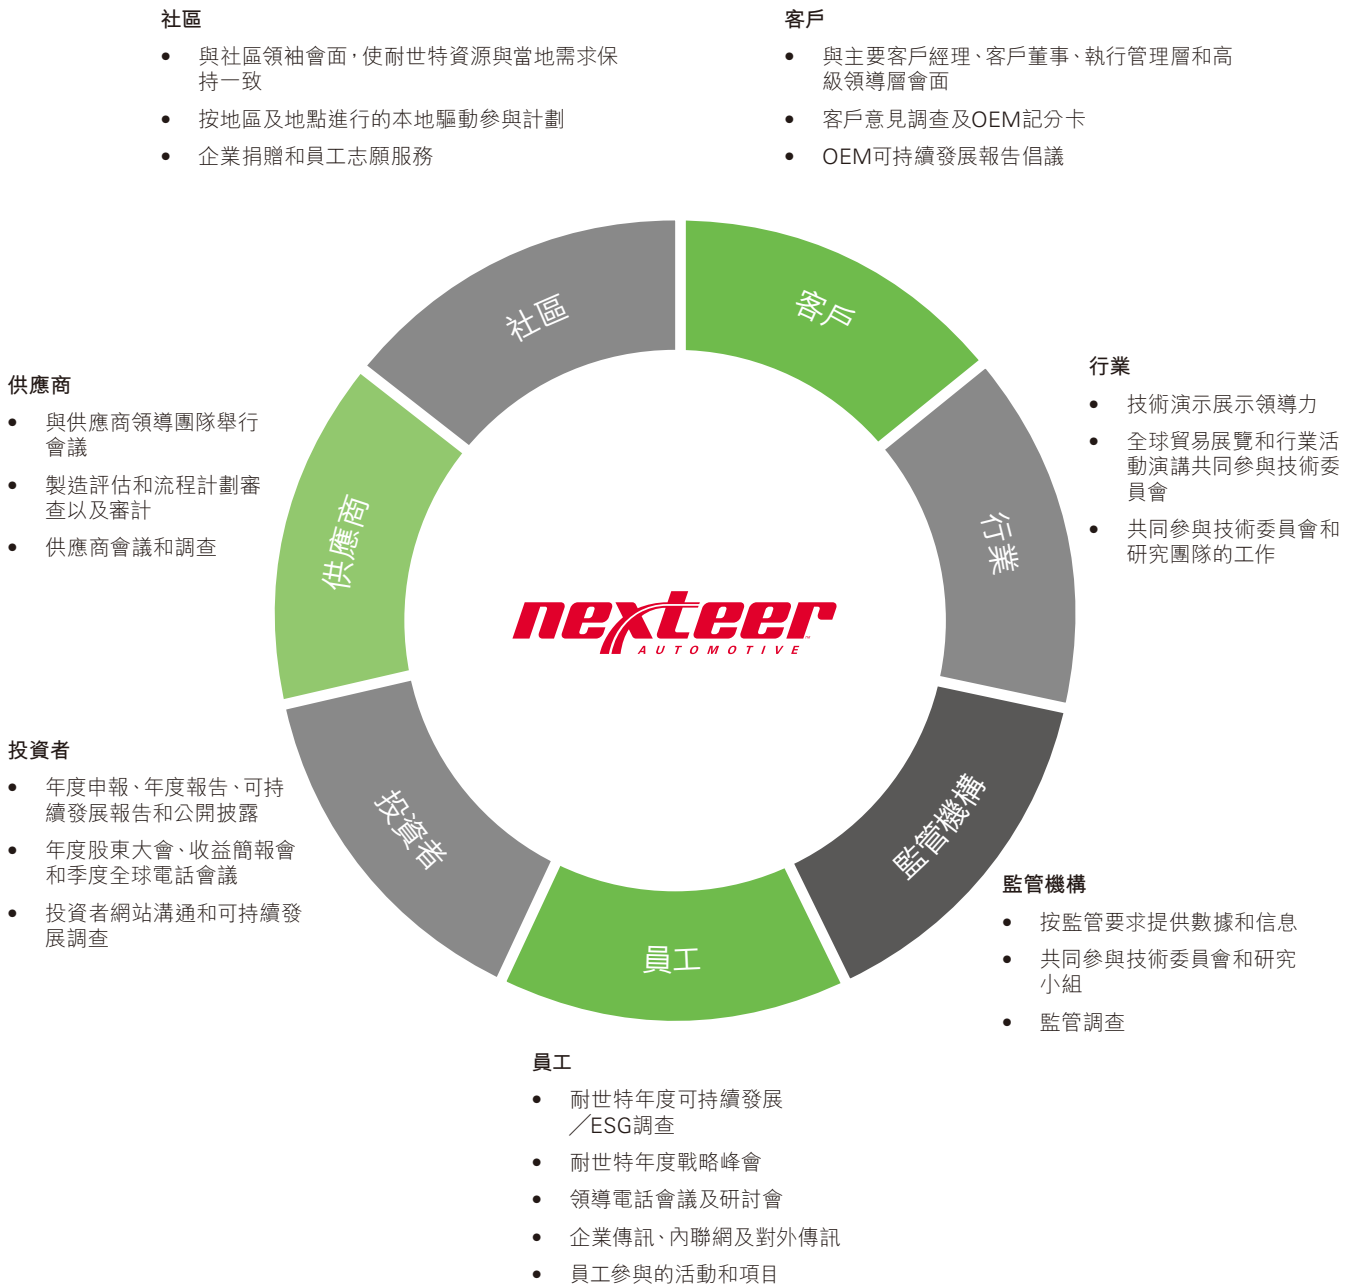 社區
• 與社區領袖會面，使耐世特資源與當地需求保
持一致
• 按地區及地點進行的本地驅動參與計劃
• 企業捐贈和員工志願服務
客戶
• 與主要客戶經理、客戶董事、執行管理層和高
級領導層會面
• 客戶意見調查及OEM記分卡
• OEM可持續發展報告倡議
社區
客戶
供應商
行業
投資者
監管機構
員工
nexteer
AUTOMOTIVE
供應商
• 與供應商領導團隊舉行
會議
• 製造評估和流程計劃審
查以及審計
• 供應商會議和調查
行業
• 技術演示展示領導力
• 全球貿易展覽和行業活
動演講共同參與技術委
員會
• 共同參與技術委員會和
研究團隊的工作
投資者
• 年度申報、年度報告、可持
續發展報告和公開披露
• 年度股東大會、收益簡報會
和季度全球電話會議
• 投資者網站溝通和可持續發
展調查
監管機構
• 按監管要求提供數據和信息
• 共同參與技術委員會和研究
小組
• 監管調查
員工
• 耐世特年度可持續發展
／ESG調查
• 耐世特年度戰略峰會
• 領導電話會議及研討會
• 企業傳訊、內聯網及對外傳訊
• 員工參與的活動和項目